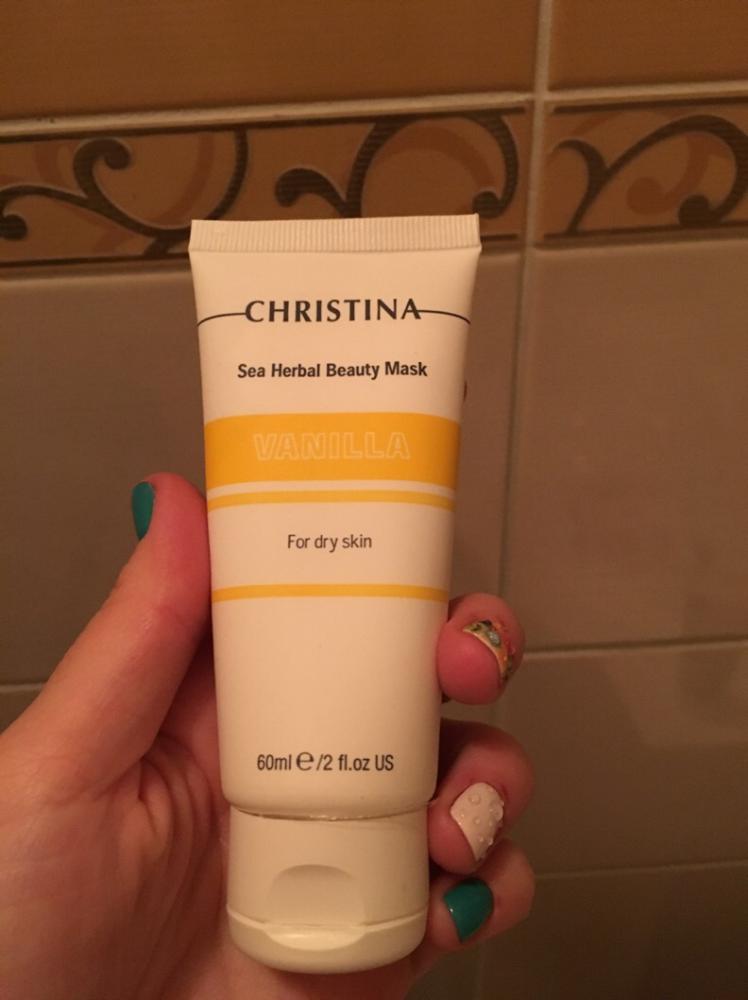 CHRISTINA
Sea Herbal Beauty Mask
VANILLA
For dry skin
60ml e/2 fl.oz US